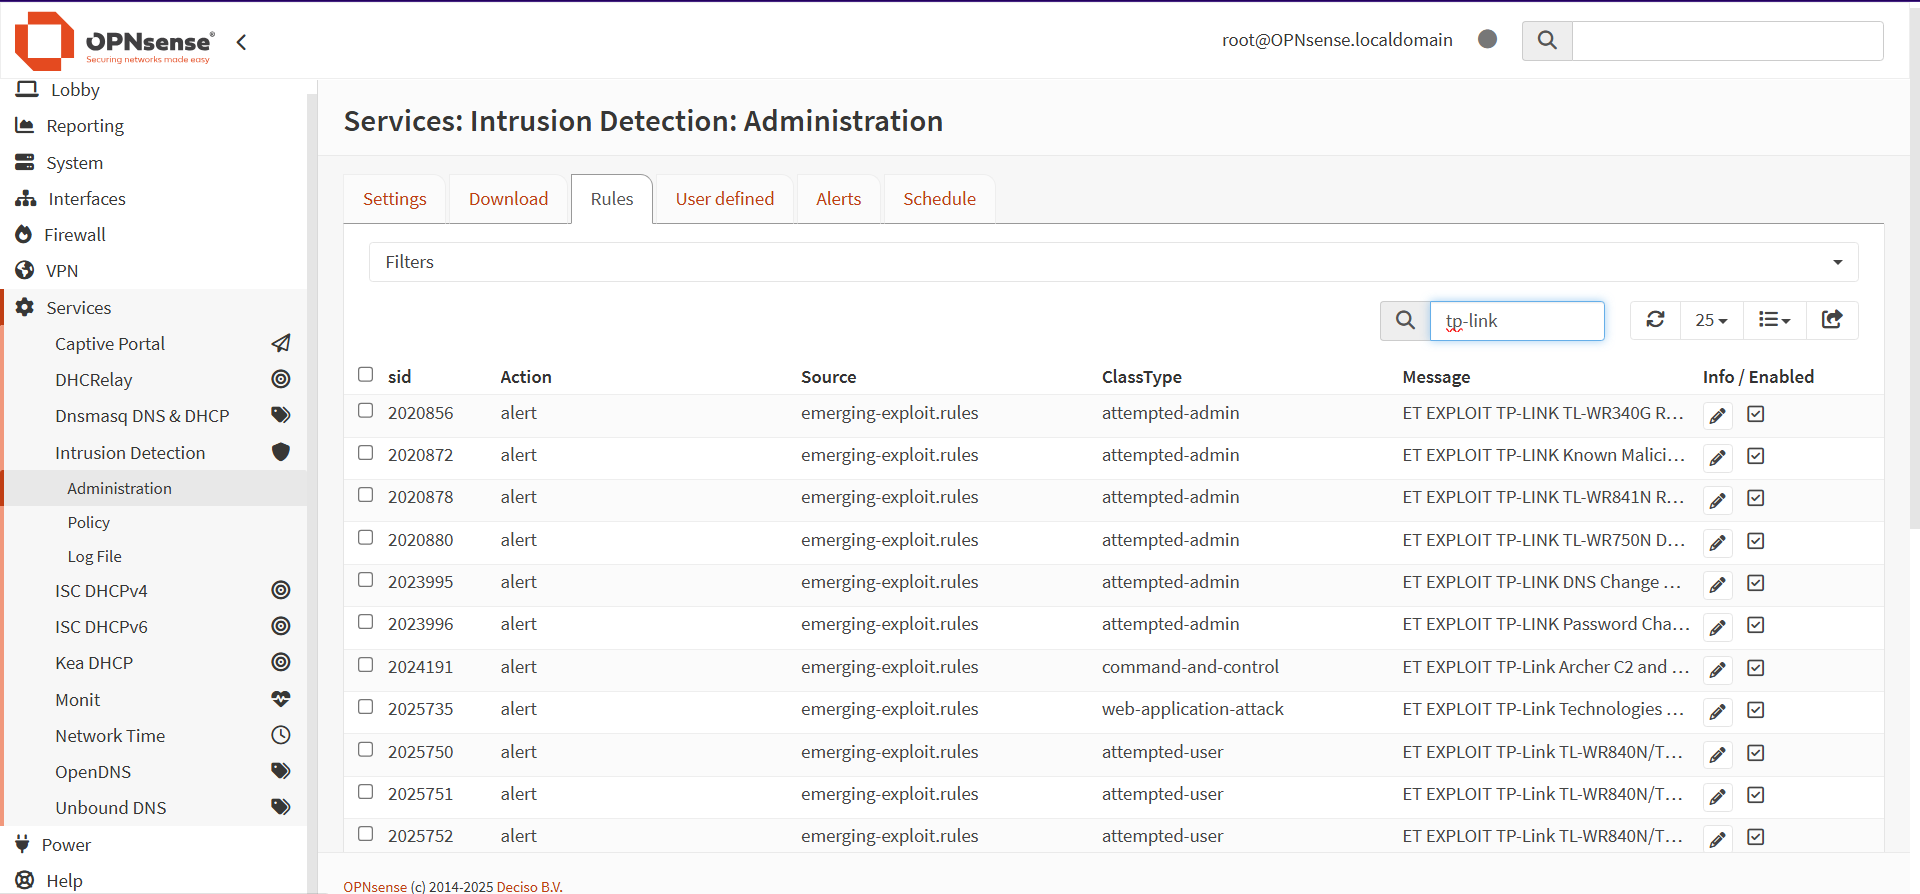 OPNsense®
Securing networks made easy
root@OPNsense.localdomain
Lobby
Reporting
System
Interfaces
Firewall
VPN
Services
Captive Portal
DHCRelay
Dnsmasq DNS & DHCP
Intrusion Detection
Administration
Policy
Log File
ISC DHCPv4
ISC DHCPv6
Kea DHCP
Monit
Network Time
OpenDNS
Unbound DNS
Power
Help
Services: Intrusion Detection: Administration
Settings Download Rules User defined Alerts Schedule
Filters
tp-link 25
sid Action Source ClassType Message Info / Enabled
2020856 alert emerging-exploit.rules attempted-admin ET EXPLOIT TP-LINK TL-WR340G R...
2020872 alert emerging-exploit.rules attempted-admin ET EXPLOIT TP-LINK Known Malici...
2020878 alert emerging-exploit.rules attempted-admin ET EXPLOIT TP-LINK TL-WR841N R...
2020880 alert emerging-exploit.rules attempted-admin ET EXPLOIT TP-LINK TL-WR750N D...
2023995 alert emerging-exploit.rules attempted-admin ET EXPLOIT TP-LINK DNS Change ...
2023996 alert emerging-exploit.rules attempted-admin ET EXPLOIT TP-LINK Password Cha...
2024191 alert emerging-exploit.rules command-and-control ET EXPLOIT TP-Link Archer C2 and ...
2025735 alert emerging-exploit.rules web-application-attack ET EXPLOIT TP-Link Technologies ...
2025750 alert emerging-exploit.rules attempted-user ET EXPLOIT TP-Link TL-WR840N/T...
2025751 alert emerging-exploit.rules attempted-user ET EXPLOIT TP-Link TL-WR840N/T...
2025752 alert emerging-exploit.rules attempted-user ET EXPLOIT TP-Link TL-WR840N/T...
OPNsense (c) 2014-2025 Deciso B.V.